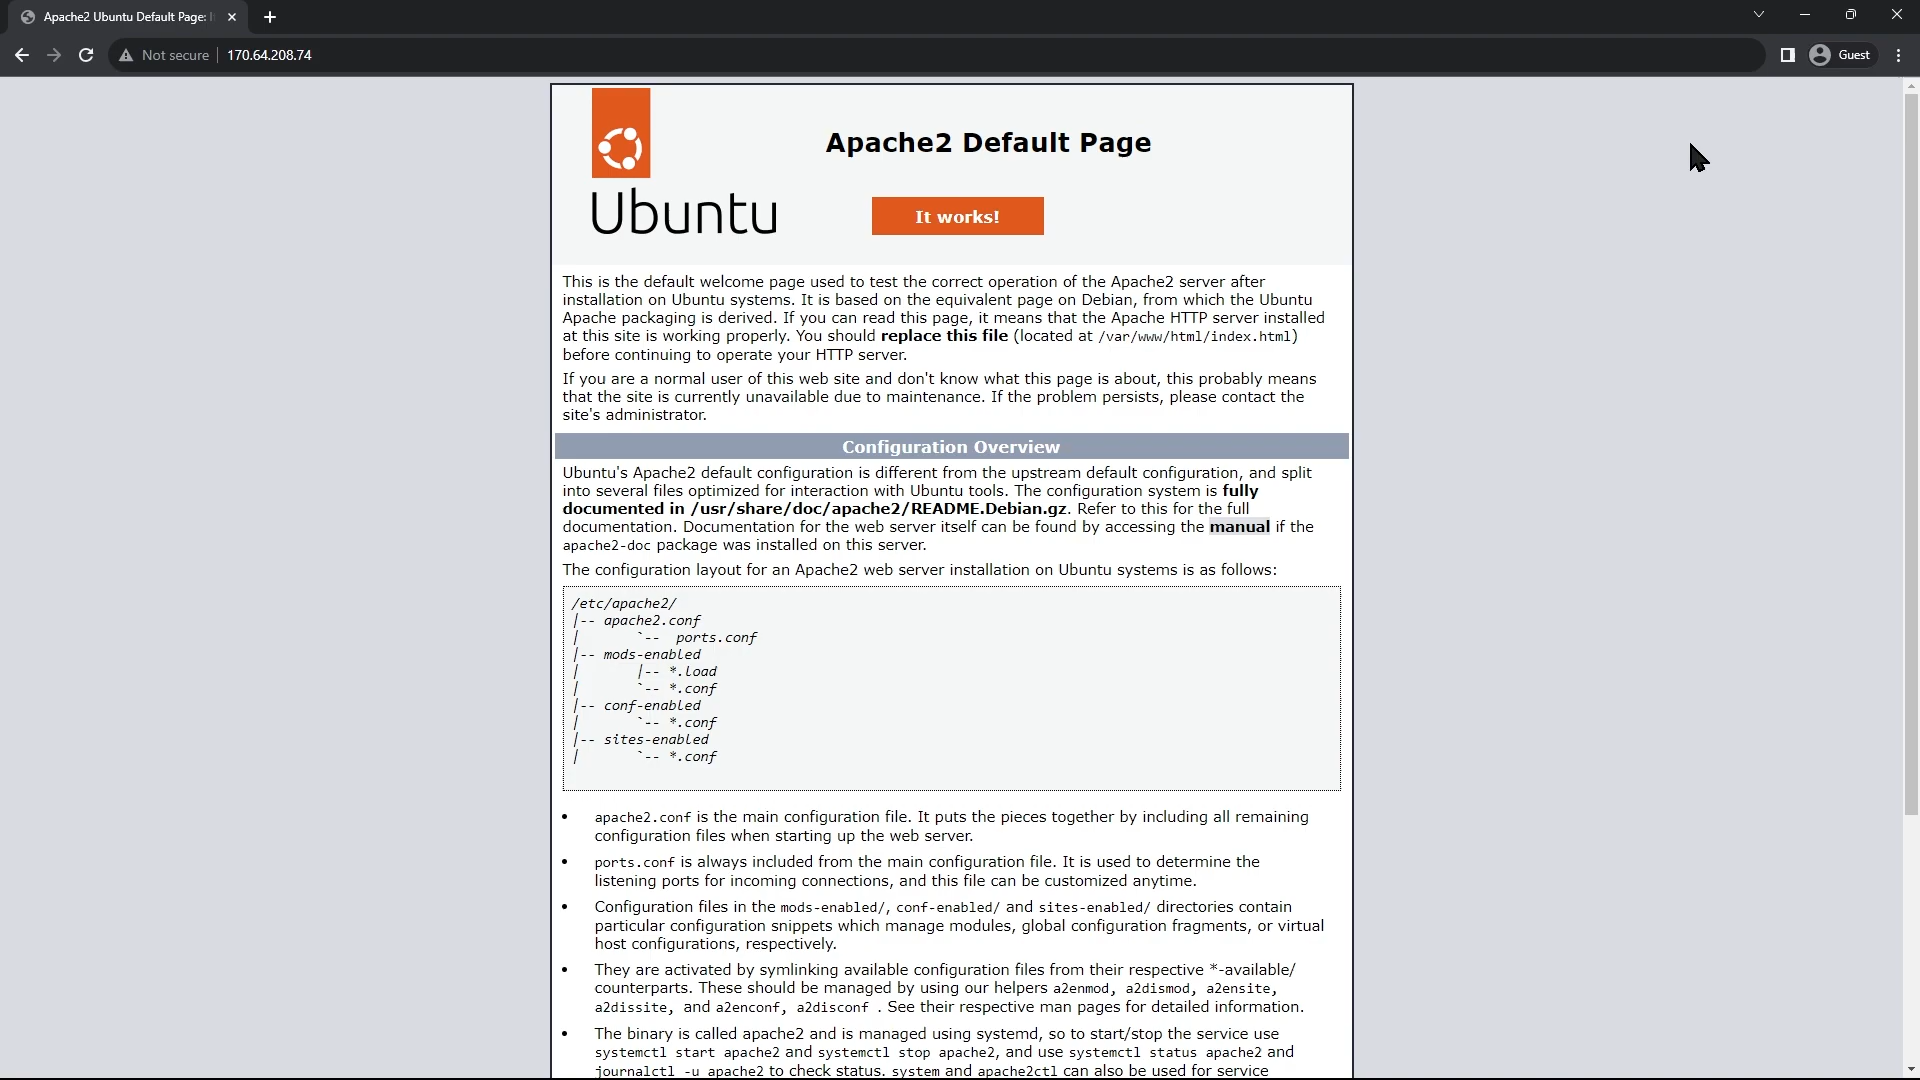 Apache2 Ubuntu Default Page:
Not secure
170.64.208.74
Guest
Apache2 Default Page
Ubuntu
It works!
This is the default welcome page used to test the correct operation of the Apache2 server after
installation on Ubuntu systems. It is based on the equivalent page on Debian, from which the Ubuntu
Apache packaging is derived. If you can read this page, it means that the Apache HTTP server installed
at this site is working properly. You should replace this file (located at /var/www/html/index.html)
before continuing to operate your HTTP server.
If you are a normal user of this web site and don't know what this page is about, this probably means
that the site is currently unavailable due to maintenance. If the problem persists, please contact the
site's administrator.
Configuration Overview
Ubuntu's Apache2 default configuration is different from the upstream default configuration, and split
into several files optimized for interaction with Ubuntu tools. The configuration system is fully
documented in /usr/share/doc/apache2/README.Debian.gz. Refer to this for the full
documentation. Documentation for the web server itself can be found by accessing the manual if the
apache2-doc package was installed on this server.
The configuration layout for an Apache2 web server installation on Ubuntu systems is as follows:
/etc/apache2/
|-- apache2.conf
|       `--  ports.conf
|-- mods-enabled
|       |-- *.load
|       `-- *.conf
|-- conf-enabled
|       `-- *.conf
|-- sites-enabled
|       `-- *.conf
• apache2.conf is the main configuration file. It puts the pieces together by including all remaining
configuration files when starting up the web server.
• ports.conf is always included from the main configuration file. It is used to determine the
listening ports for incoming connections, and this file can be customized anytime.
• Configuration files in the mods-enabled/, conf-enabled/ and sites-enabled/ directories contain
particular configuration snippets which manage modules, global configuration fragments, or virtual
host configurations, respectively.
• They are activated by symlinking available configuration files from their respective *-available/
counterparts. These should be managed by using our helpers a2enmod, a2dismod, a2ensite,
a2dissite, and a2enconf, a2disconf . See their respective man pages for detailed information.
• The binary is called apache2 and is managed using systemd, so to start/stop the service use
systemctl start apache2 and systemctl stop apache2, and use systemctl status apache2 and
journalctl -u apache2 to check status. system and apache2ctl can also be used for service